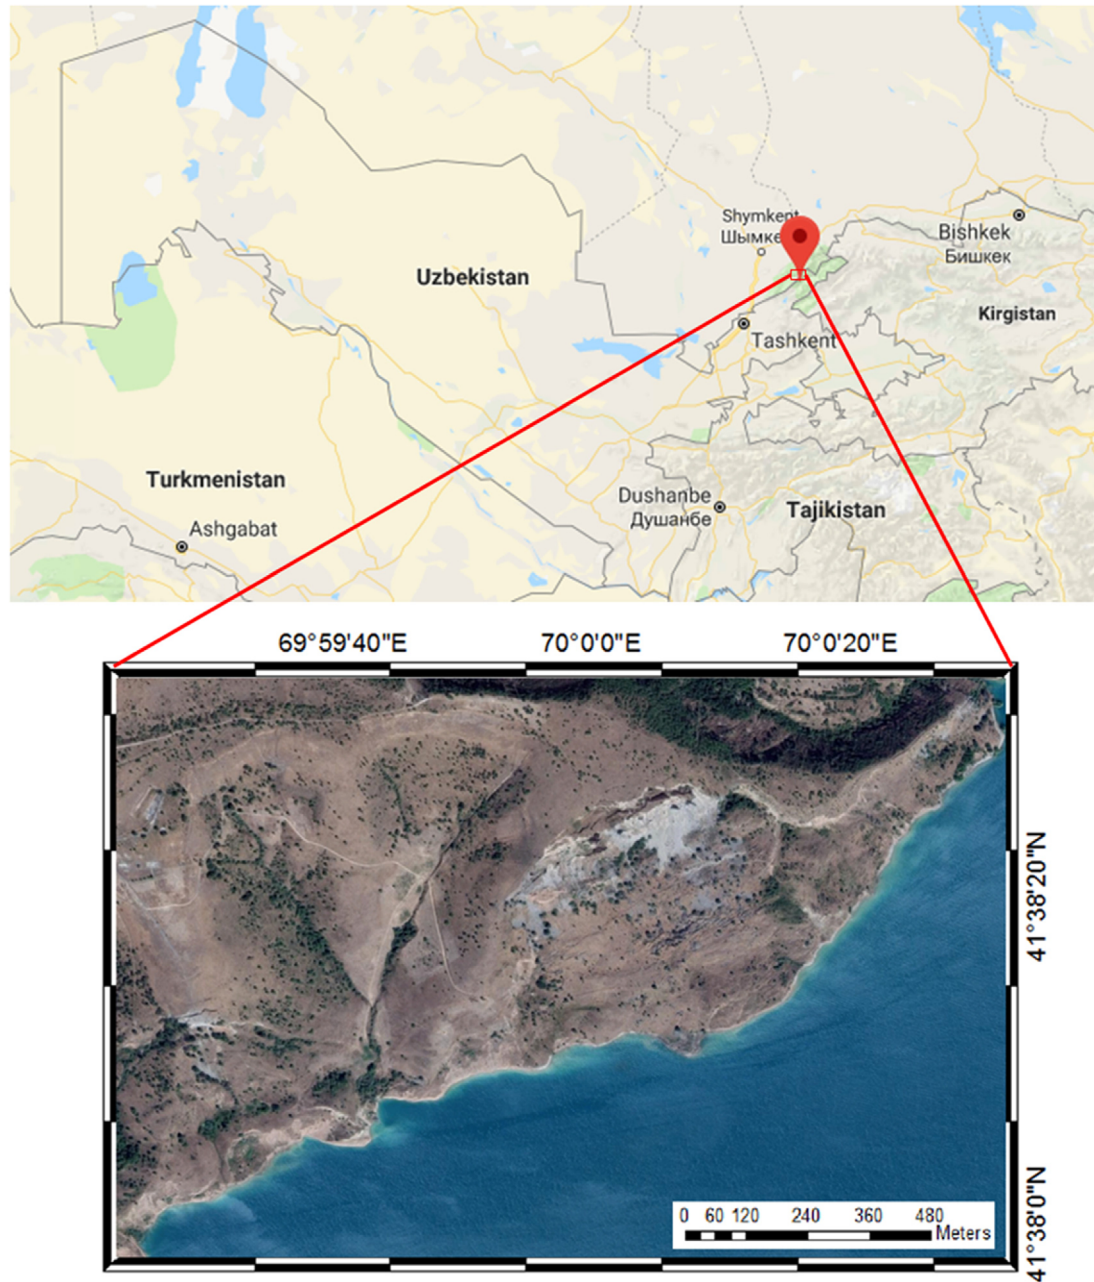 Shymkent
Шымке
Bishkek
Бишкек
Uzbekistan
Kirgistan
Tashkent
Turkmenistan
Dushanbe
Душанбе
Tajikistan
Ashgabat
69°59'40"E 70°0'0"E 70°0'20"E
41°38'20"N
41°38'0"N
0 60 120 240 360 480
Meters